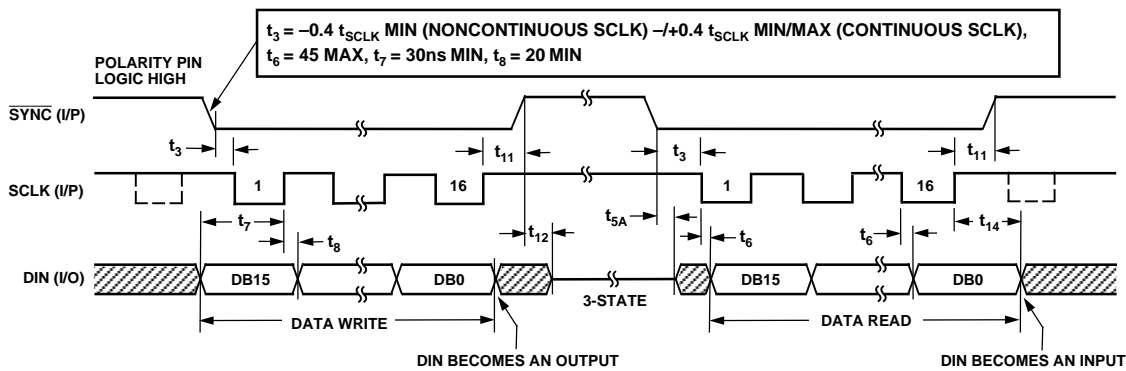 t3 = –0.4 tSCLK MIN (NONCONTINUOUS SCLK) –/+0.4 tSCLK MIN/MAX (CONTINUOUS SCLK),
t6 = 45 MAX, t7 = 30ns MIN, t8 = 20 MIN
POLARITY PIN
LOGIC HIGH
SYNC (I/P)
t3
t11
t3
t11
SCLK (I/P)
1
16
1
16
t7
t8
t12
t5A
t6
t6
t14
DIN (I/O)
DB15
DB0
3-STATE
DB15
DB0
DATA WRITE
DATA READ
DIN BECOMES AN OUTPUT
DIN BECOMES AN INPUT